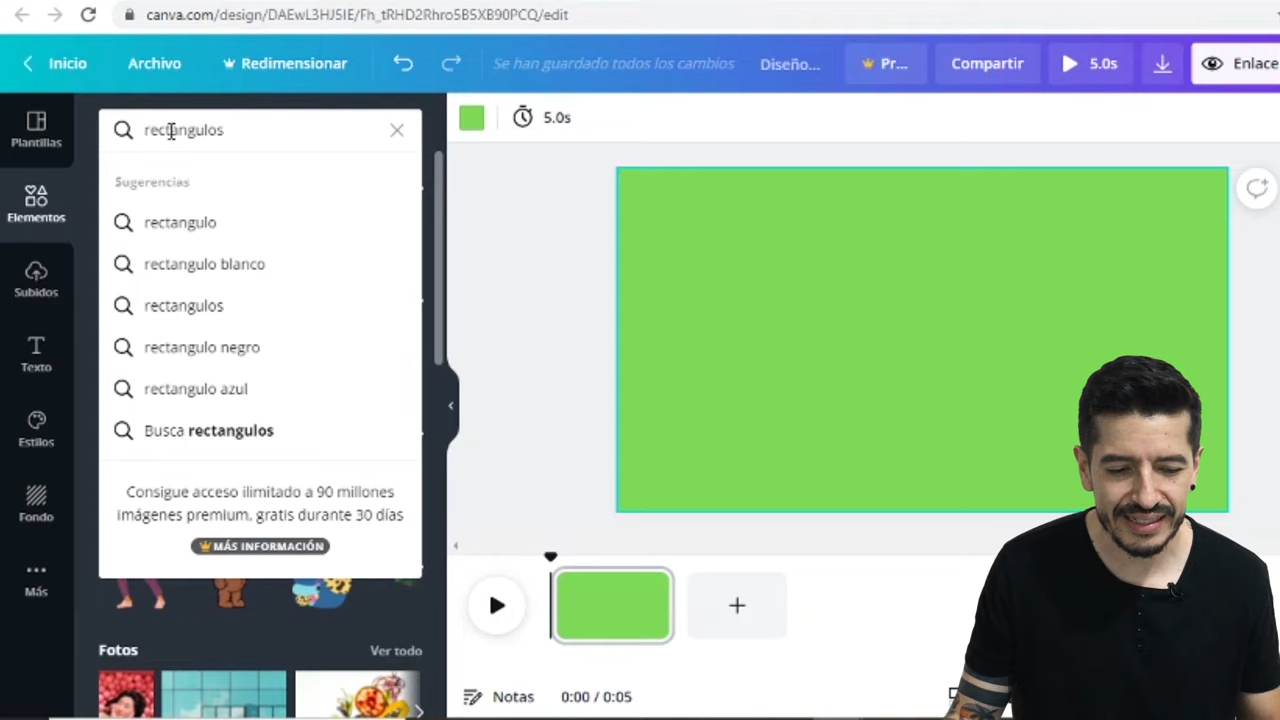 canva.com/design/DAEwL3HJ5IE/Fh_tRHD2Rhro5B5XB90PCQ/edit
Inicio
Archivo
Redimensionar
Se han guardado todos los cambios
Diseño...
Pr...
Compartir
5.0s
Enlace
Plantillas
Elementos
Subidos
Texto
Estilos
Fondo
Más
rectangulos
Sugerencias
rectangulo
rectangulo blanco
rectangulos
rectangulo negro
rectangulo azul
Busca rectangulos
Consigue acceso ilimitado a 90 millones
imágenes premium, gratis durante 30 días
MÁS INFORMACIÓN
Fotos
Ver todo
5.0s
Notas
0:00 / 0:05